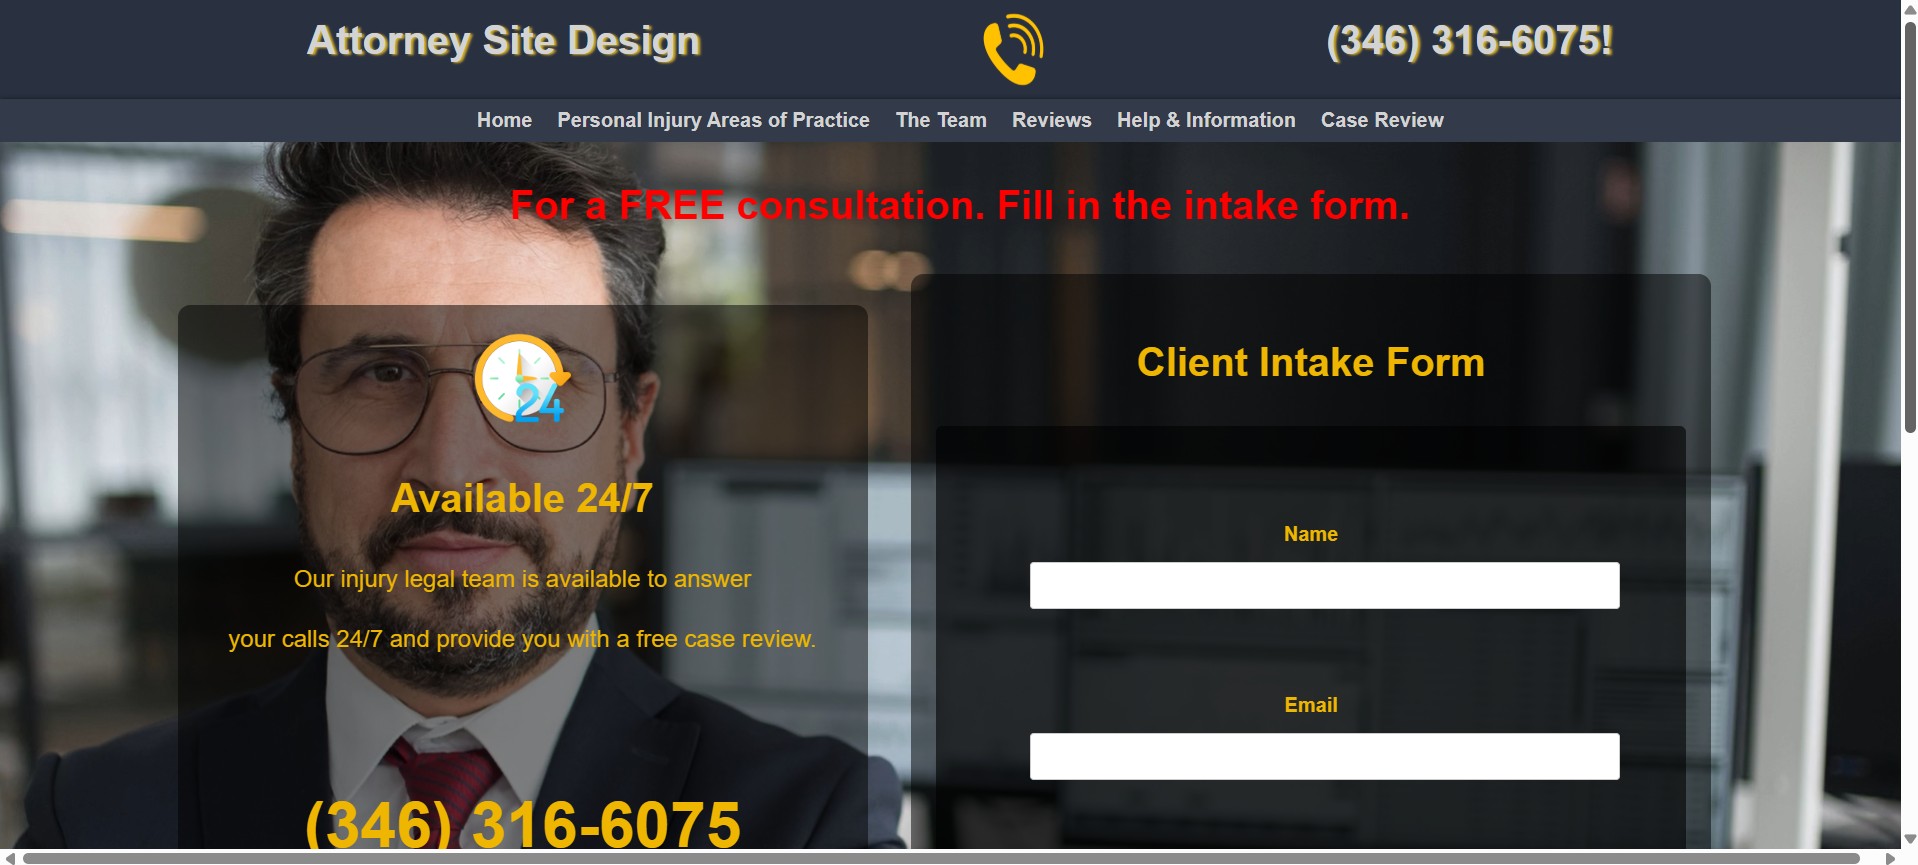 Attorney Site Design
(346) 316-6075!
Home Personal Injury Areas of Practice The Team Reviews Help & Information Case Review
For a FREE consultation. Fill in the intake form.
24
Available 24/7
Our injury legal team is available to answer
your calls 24/7 and provide you with a free case review.
(346) 316-6075
Client Intake Form
Name
Email